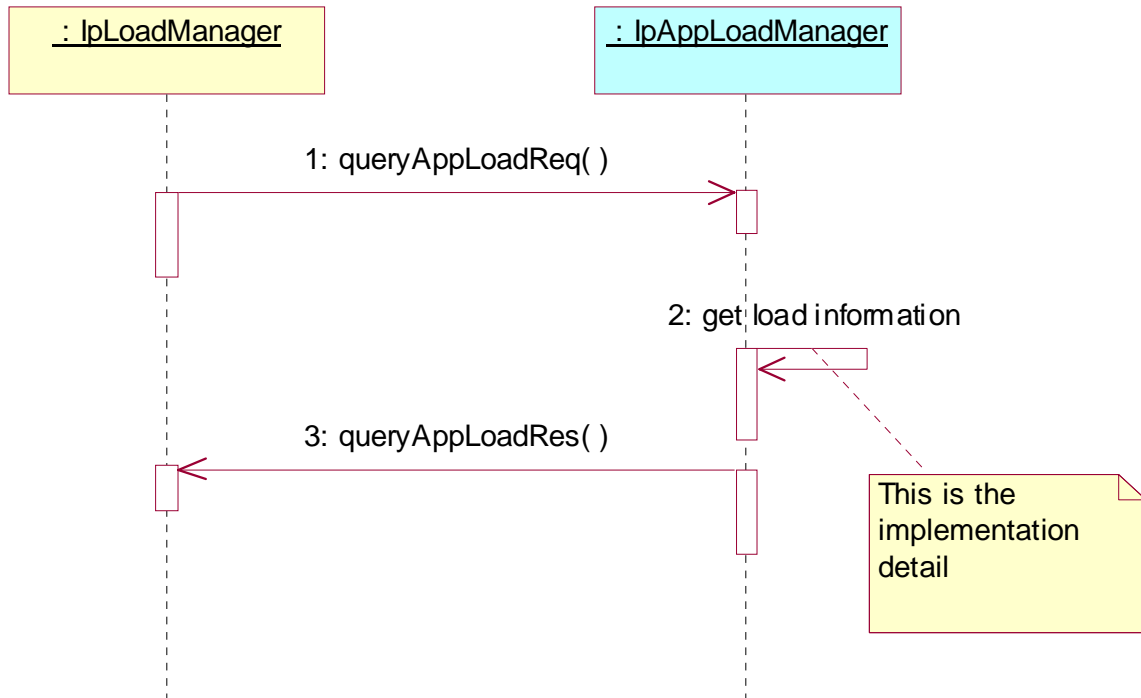 : IpLoadManager
: IpAppLoadManager
1: queryAppLoadReq( )
2: get load information
3: queryAppLoadRes( )
This is the
implementation
detail